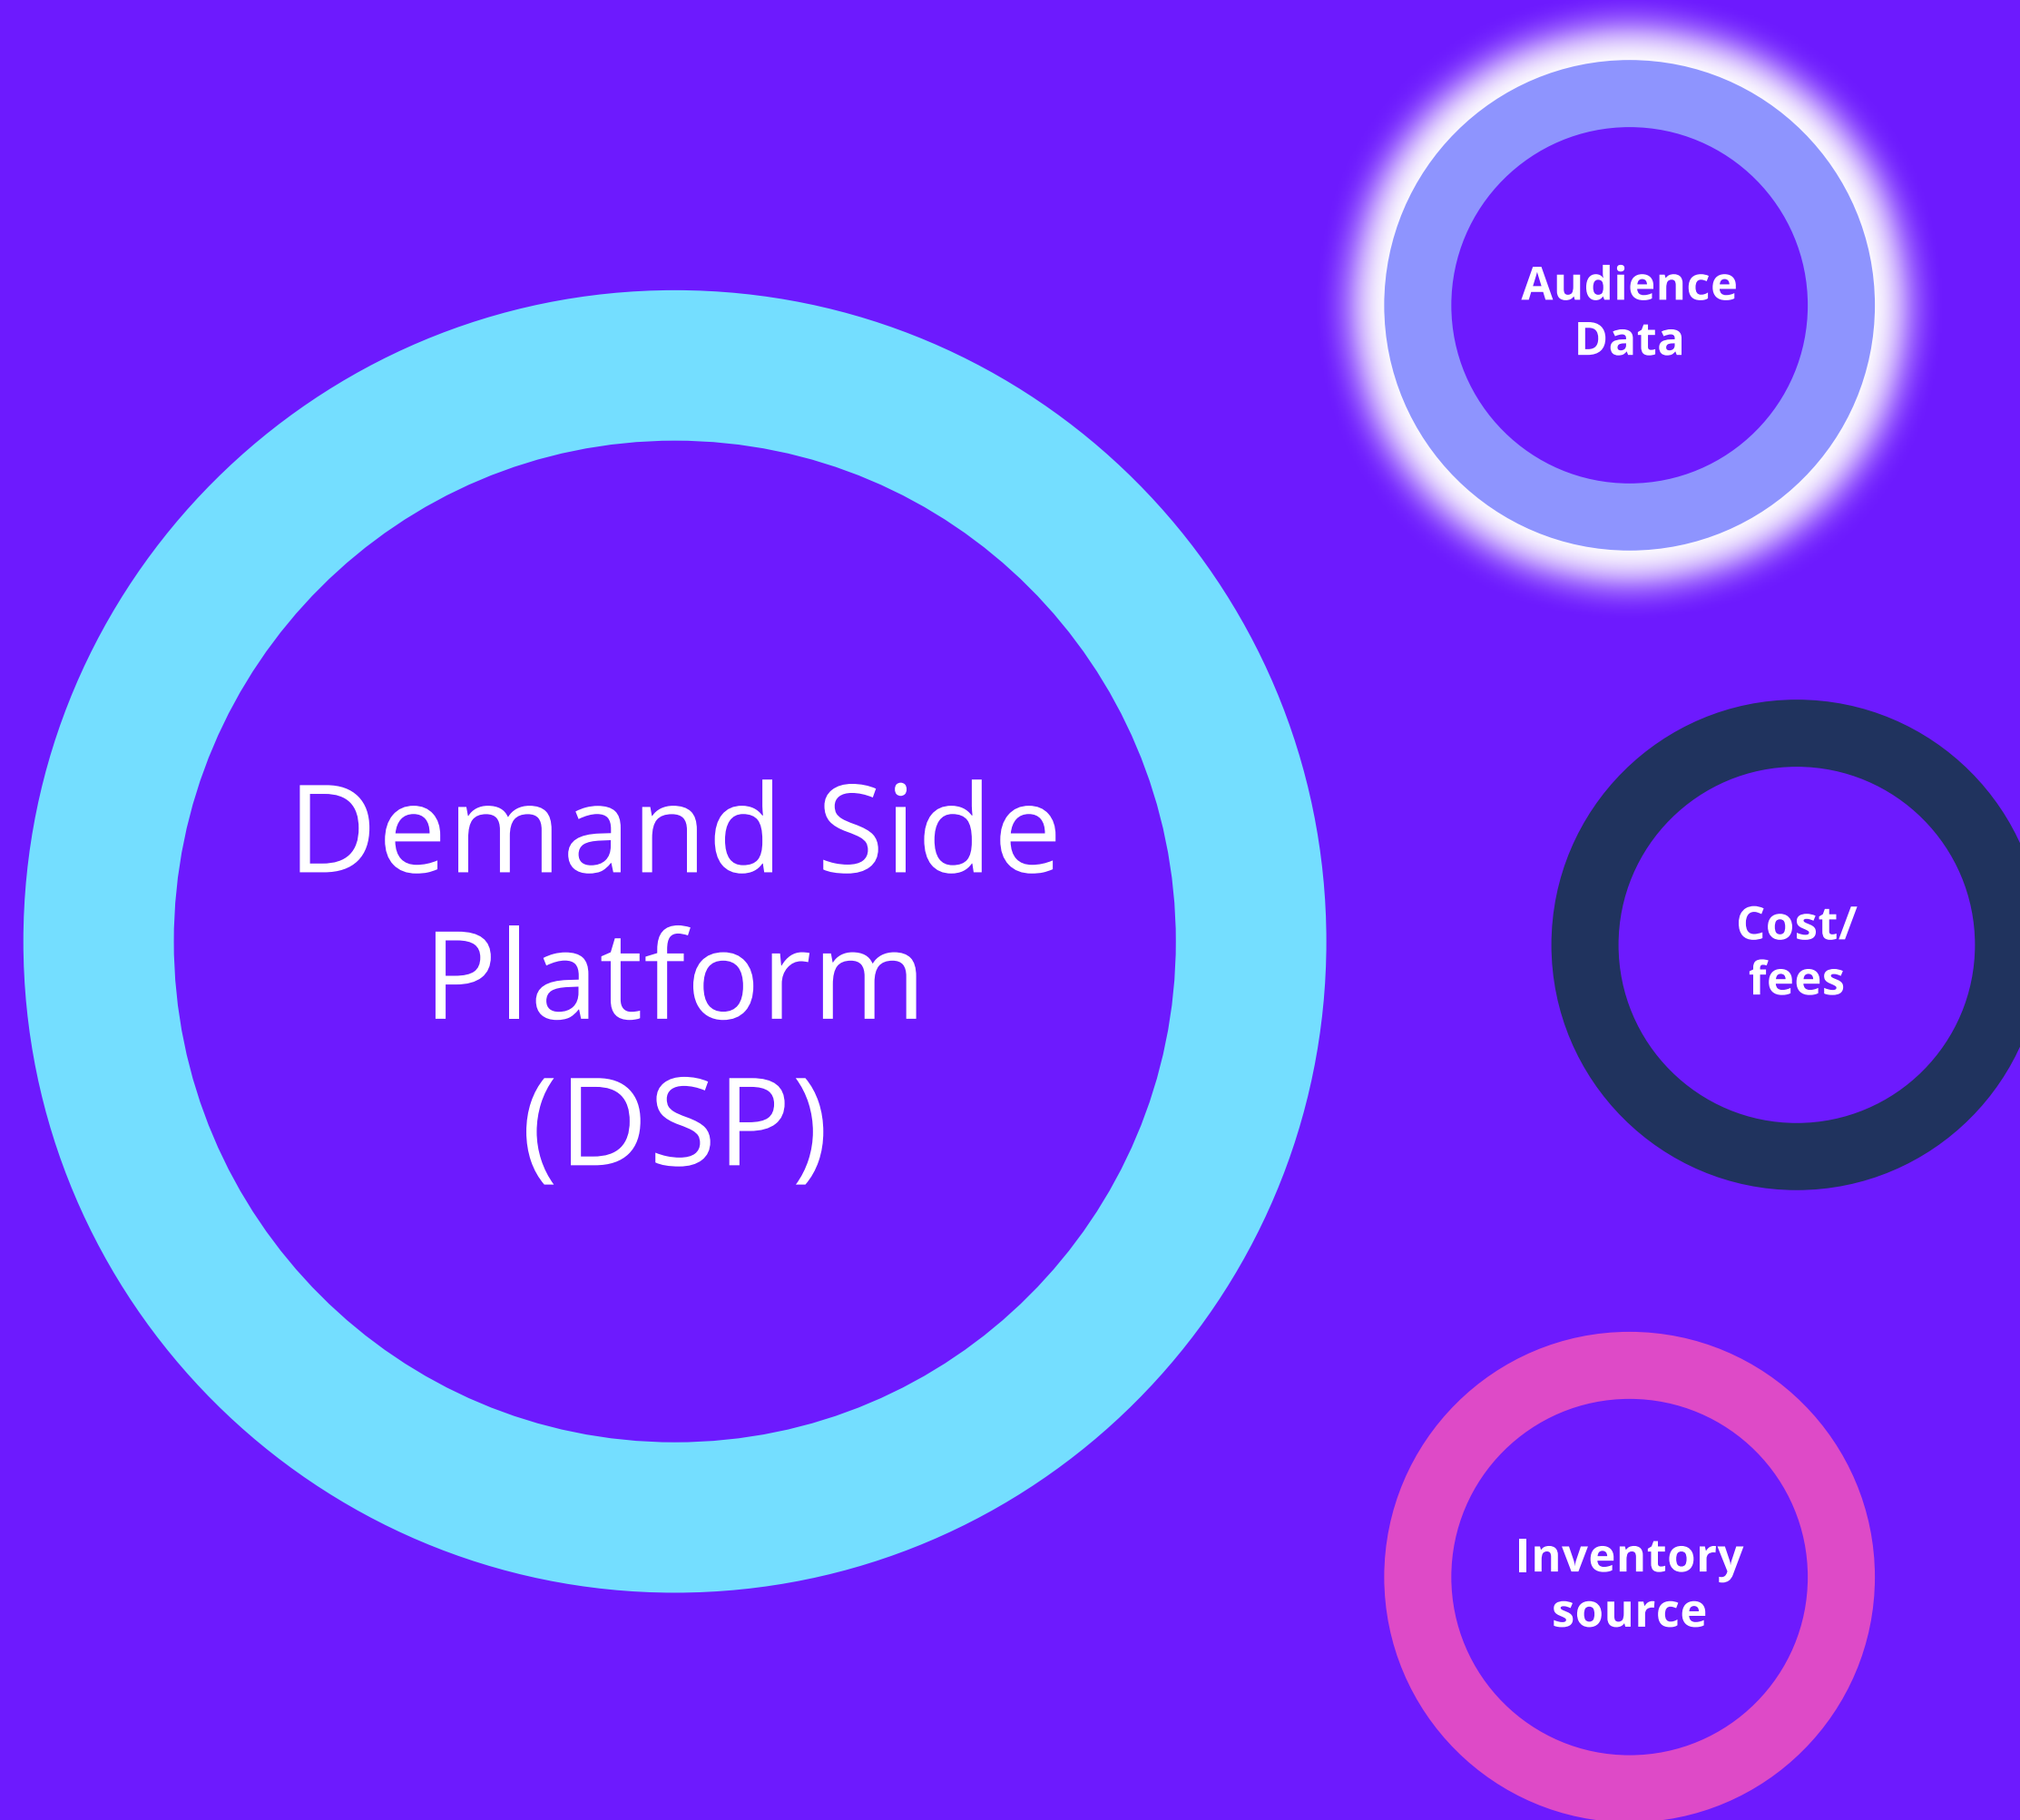 Demand Side
Platform
(DSP)
Audience
Data
Cost/
fees
Inventory
source